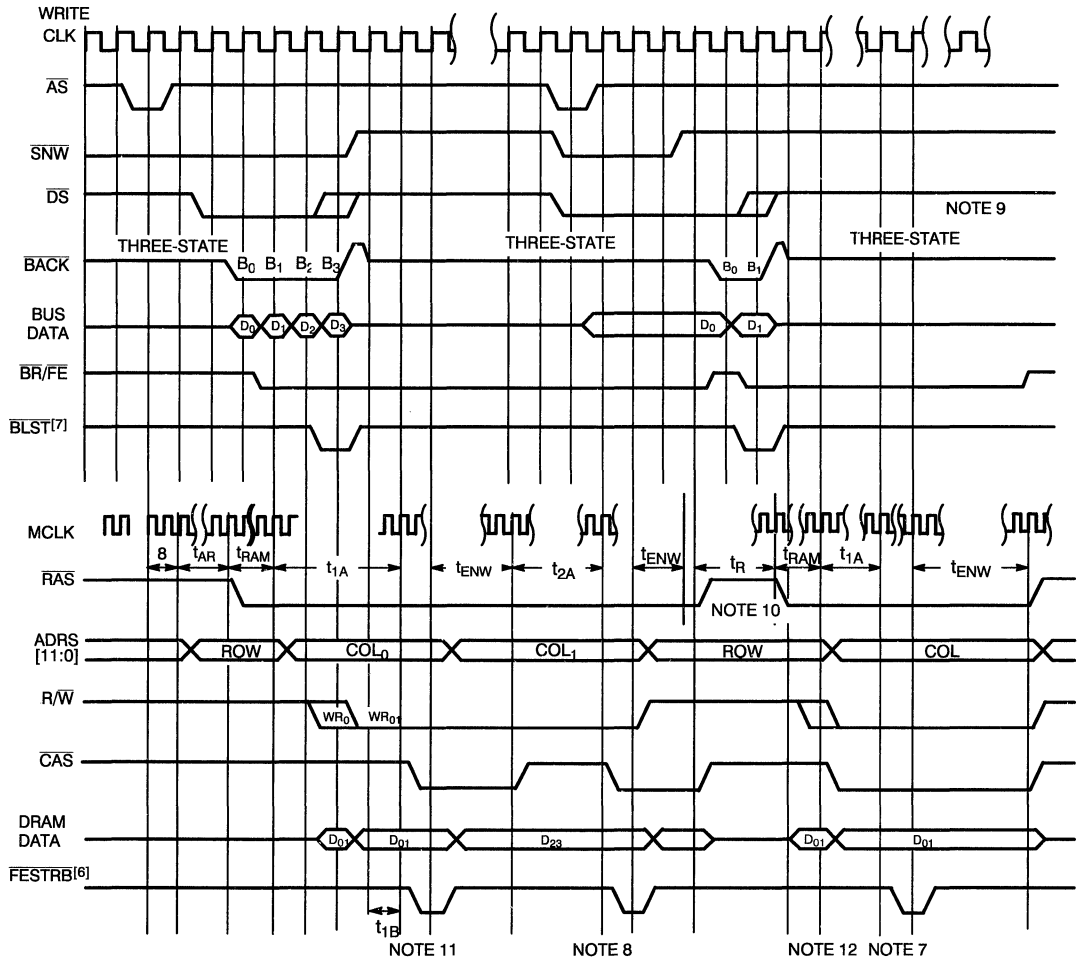 WRITE
CLK
AS
SNW
DS
NOTE 9
THREE-STATE THREE-STATE THREE-STATE
BACK B0 B1 B2 B3 B0 B1
BUS
DATA
D0 D1 D2 D3 D0 D1
BR/FE
BLST[7]
MCLK
8 tAR tRAM t1A tENW t2A tENW tR tRAM t1A tENW
RAS
NOTE 10
ADRS
[11:0]
ROW COL0 COL1 ROW COL
R/W WR0 WR01
CAS
DRAM
DATA
D01 D01 D23 D01 D01
FESTRB[6]
t1B
NOTE 11 NOTE 8 NOTE 12 NOTE 7